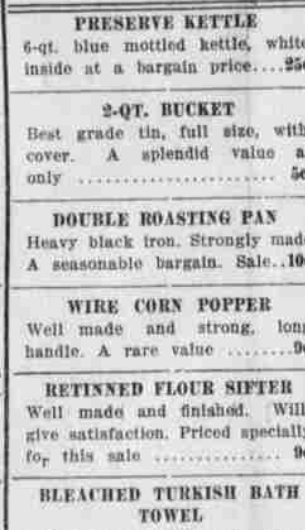 PRESERVE KETTLE
6-qt. blue mottled kettle, white
inside at a bargain price....25c
2-QT. BUCKET
Best grade tin, full size, with
cover. A splendid value a
only .................. 5c
DOUBLE ROASTING PAN
Heavy black iron. Strongly mad
A seasonable bargain. Sale..10
WIRE CORN POPPER
Well made and strong, long
handle. A rare value ........9c
RETINNED FLOUR SIFTER
Well made and finished. Will
give satisfaction. Priced specially
for this sale .............. 9c
BLEACHED TURKISH BATH
TOWEL